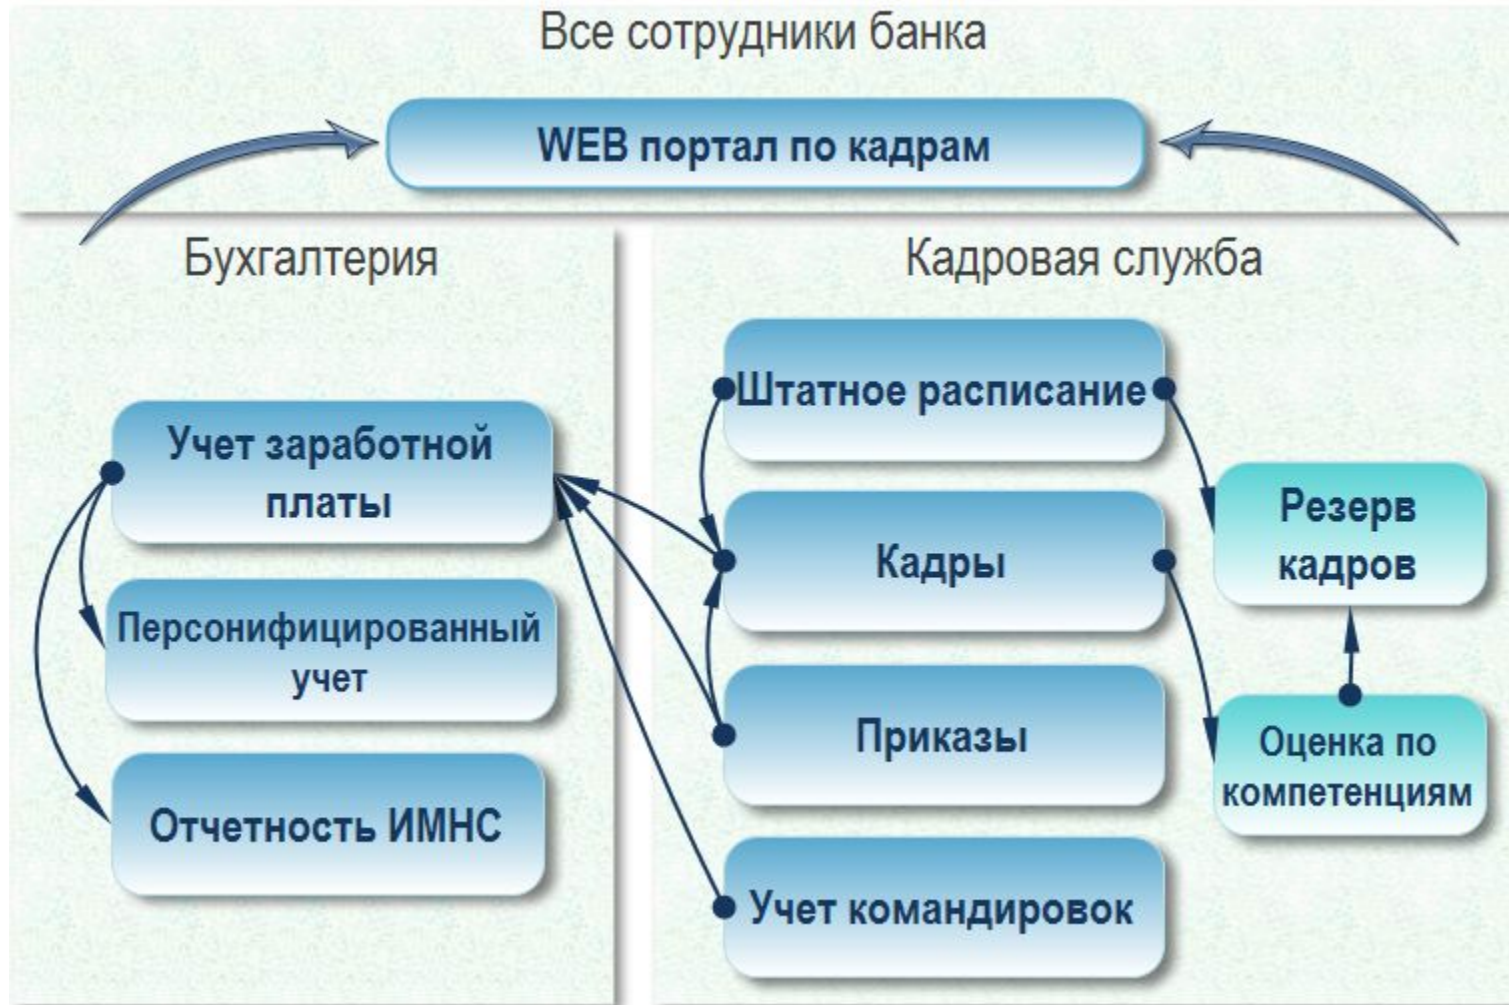 Все сотрудники банка
WEB портал по кадрам
Бухгалтерия
Учет заработной
платы
Персонифицированный
учет
Отчетность ИМНС
Кадровая служба
Штатное расписание
Кадры
Приказы
Учет командировок
Резерв
кадров
Оценка по
компетенциям